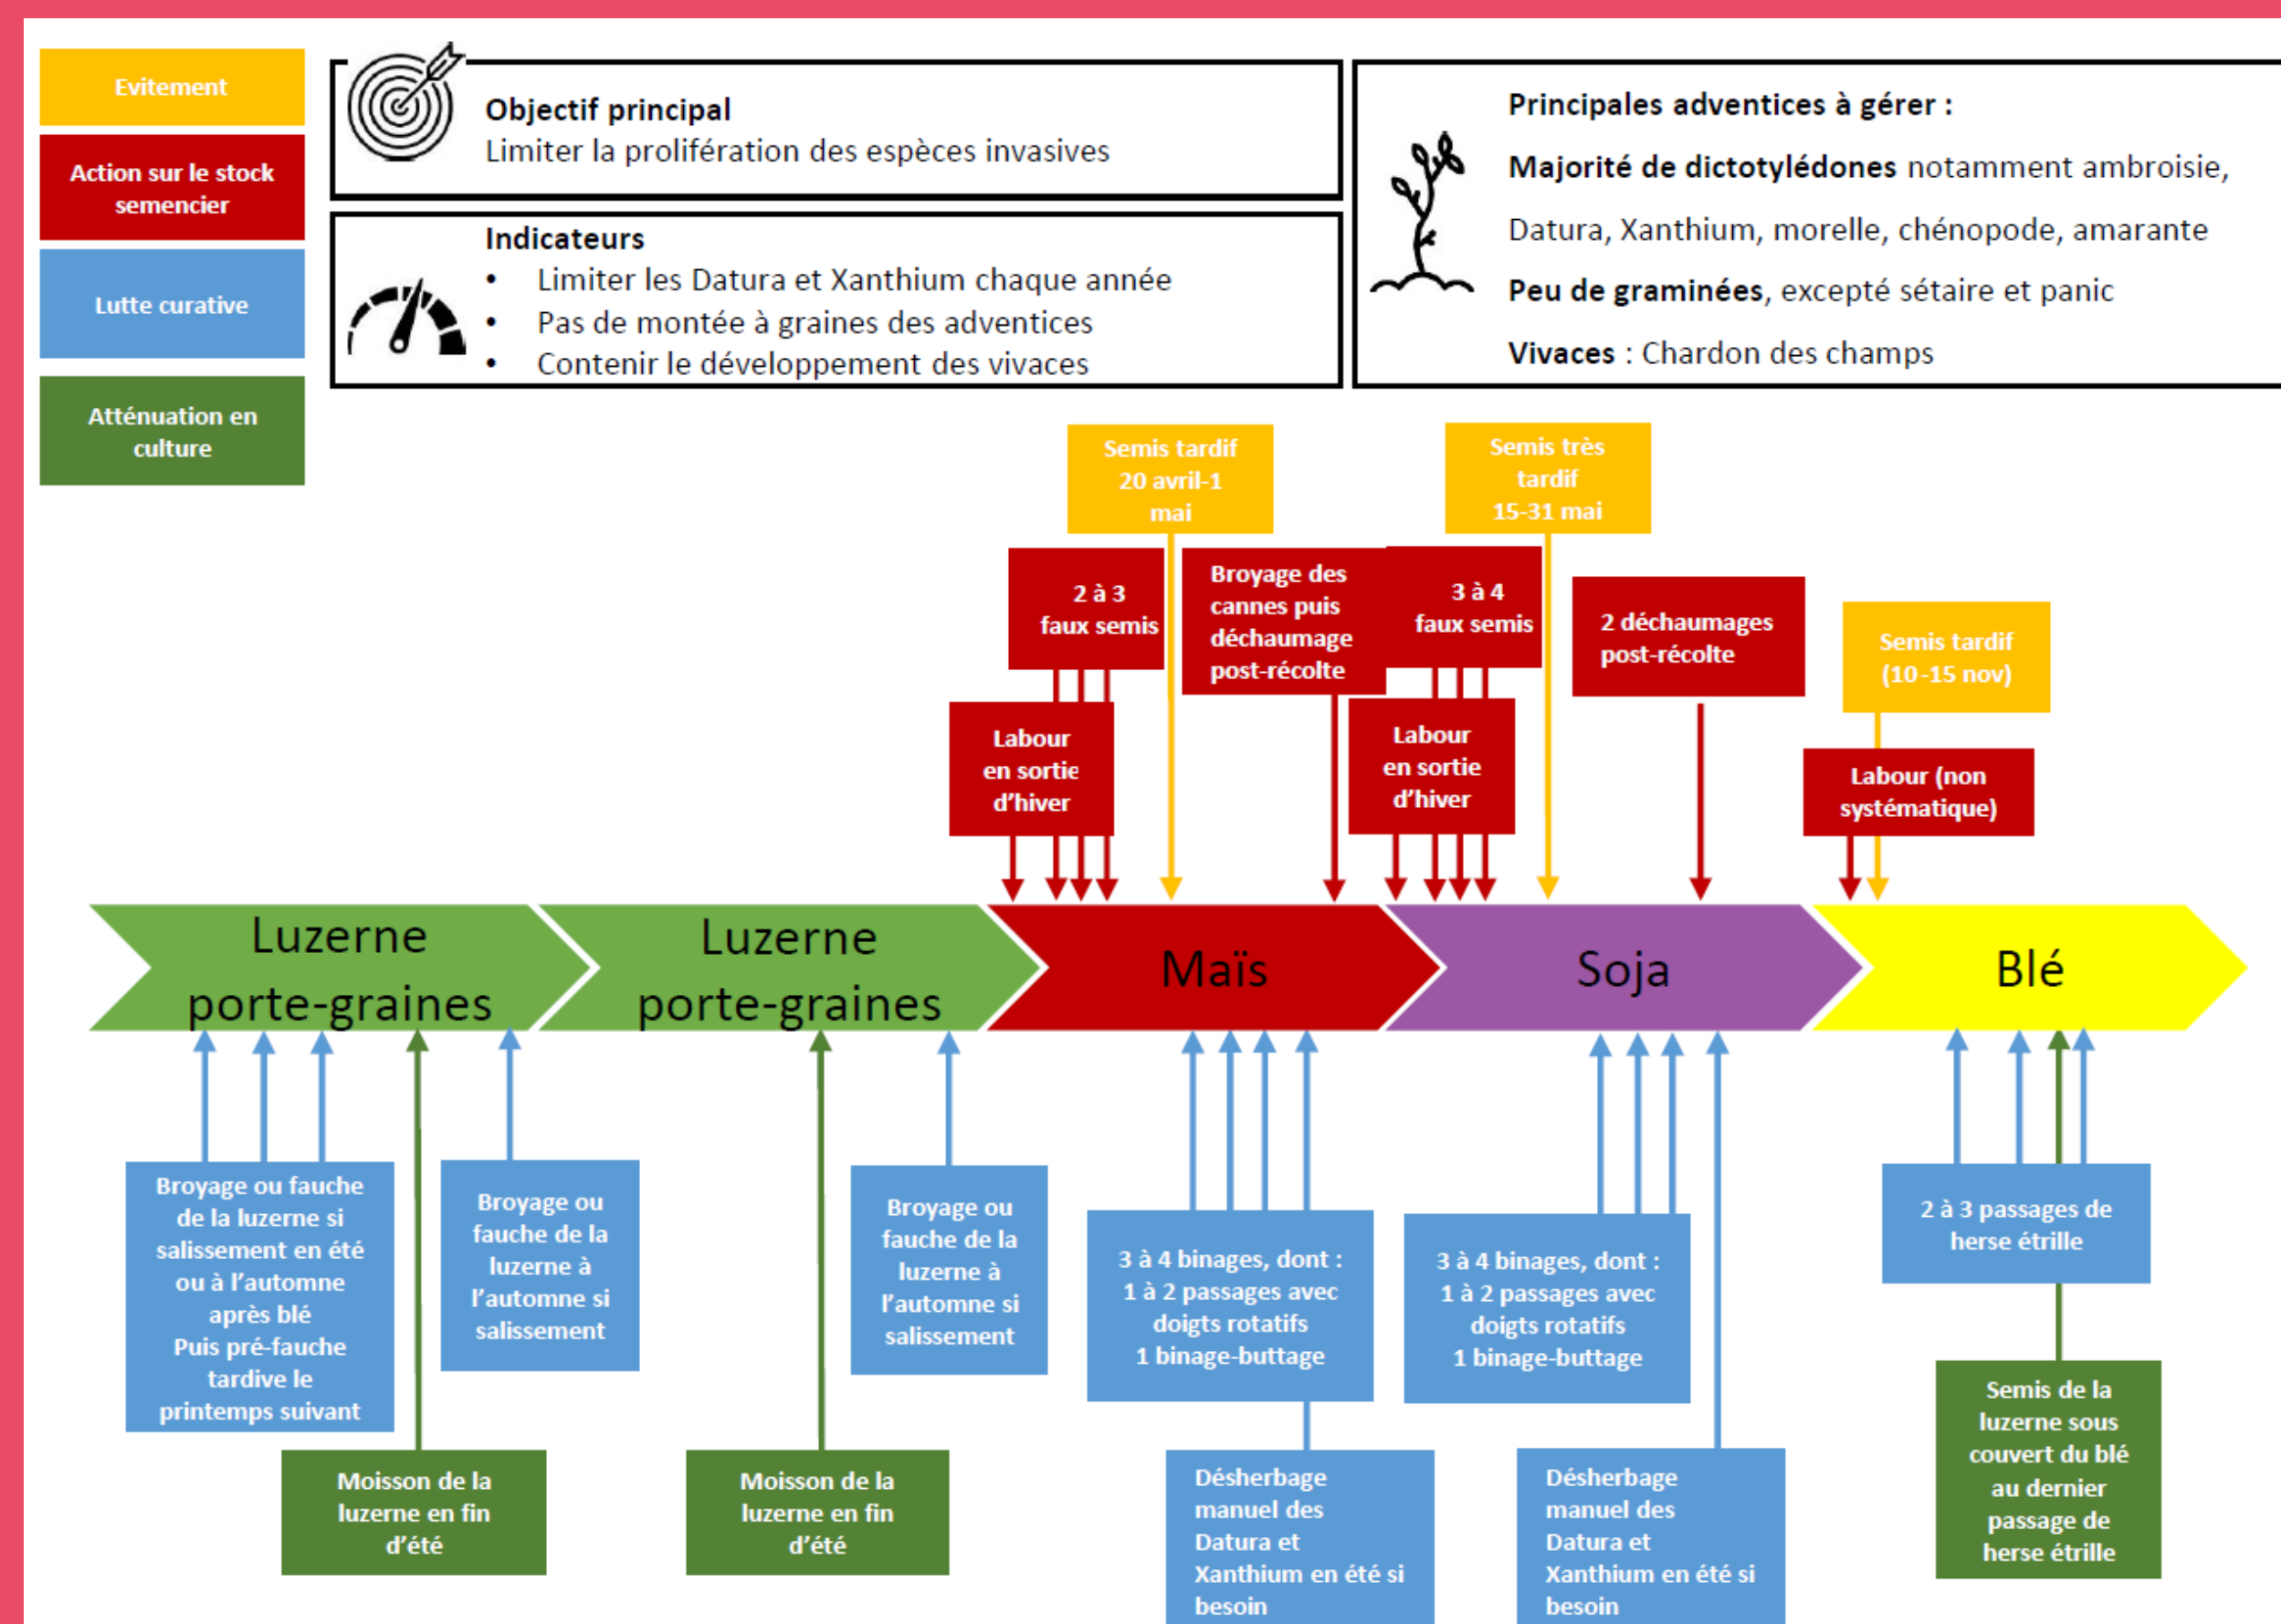 Evitement
Action sur le stock
semencier
Lutte curative
Atténuation en
culture
Objectif principal
Limiter la prolifération des espèces invasives
Indicateurs
• Limiter les Datura et Xanthium chaque année
• Pas de montée à graines des adventices
• Contenir le développement des vivaces
Principales adventices à gérer :
Majorité de dictotylédones notamment ambroisie,
Datura, Xanthium, morelle, chénopode, amarante
Peu de graminées, excepté sétaire et panic
Vivaces : Chardon des champs
Semis tardif
20 avril-1
mai
Semis très
tardif
15-31 mai
2 à 3
faux semis
Broyage des
cannes puis
déchaumage
post-récolte
3 à 4
faux semis
2 déchaumages
post-récolte
Semis tardif
(10-15 nov)
Labour
en sortie
d'hiver
Labour
en sortie
d'hiver
Labour (non
systématique)
Luzerne
porte-graines
Luzerne
porte-graines
Maïs
Soja
Blé
Broyage ou fauche
de la luzerne si
salissement en été
ou à l'automne
après blé
Puis pré-fauche
tardive le
printemps suivant
Broyage ou
fauche de la
luzerne à
l'automne si
salissement
Broyage ou
fauche de la
luzerne à
l'automne si
salissement
3 à 4 binages, dont :
1 à 2 passages avec
doigts rotatifs
1 binage-buttage
3 à 4 binages, dont :
1 à 2 passages avec
doigts rotatifs
1 binage-buttage
2 à 3 passages de
herse étrille
Moisson de la
luzerne en fin
d'été
Moisson de la
luzerne en fin
d'été
Désherbage
manuel des
Datura et
Xanthium en été si
besoin
Désherbage
manuel des
Datura et
Xanthium en été si
besoin
Semis de la
luzerne sous
couvert du blé
au dernier
passage de
herse étrille